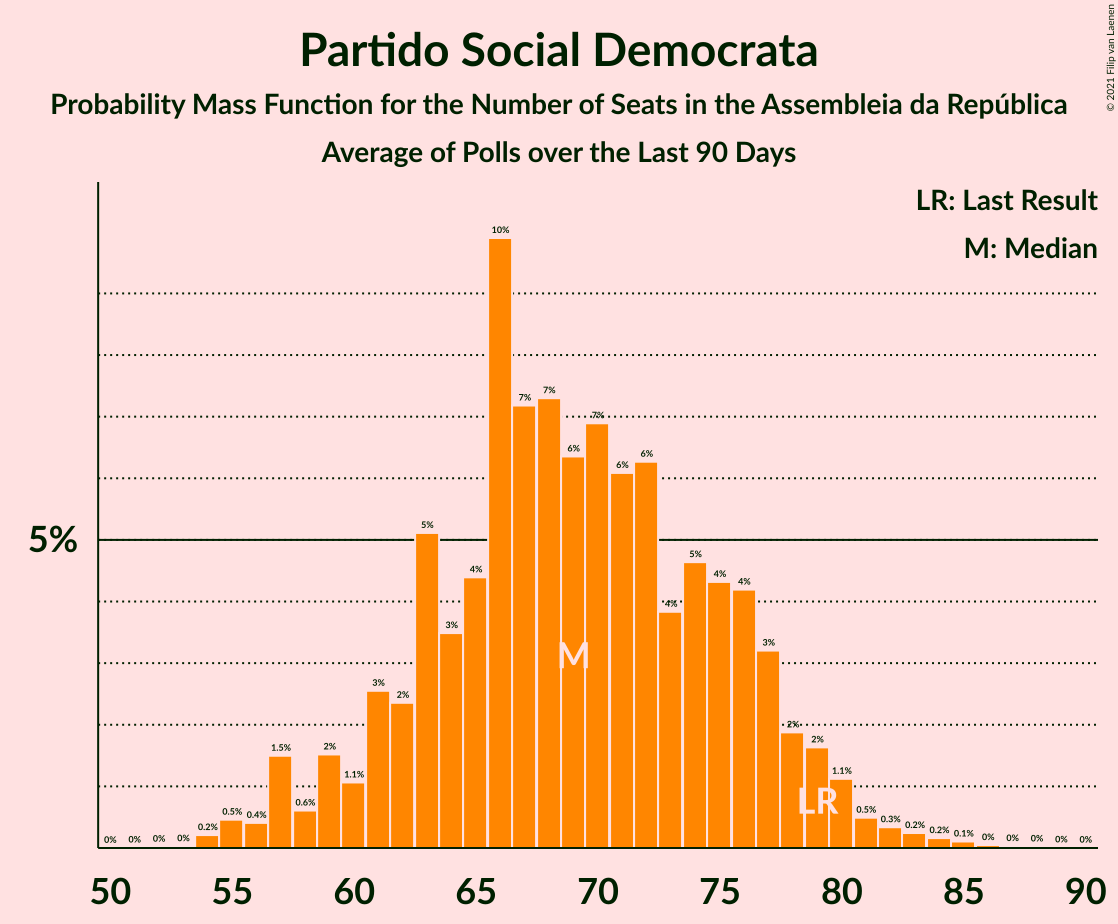 Partido Social Democrata
Probability Mass Function for the Number of Seats in the Assembleia da República
Average of Polls over the Last 90 Days
© 2021 Filip van Laenen
LR: Last Result
M: Median
5%
0% 0% 0% 0% 0.2% 0.5% 0.4% 1.5% 0.6% 2% 1.1% 3% 2% 5% 3% 4% 10% 7% 7% 6% 7% 6% 6% 4% 5% 4% 4% 3% 2% 2% 1.1% 0.5% 0.3% 0.2% 0.2% 0.1% 0% 0% 0% 0% 0%
M
LR
50 55 60 65 70 75 80 85 90